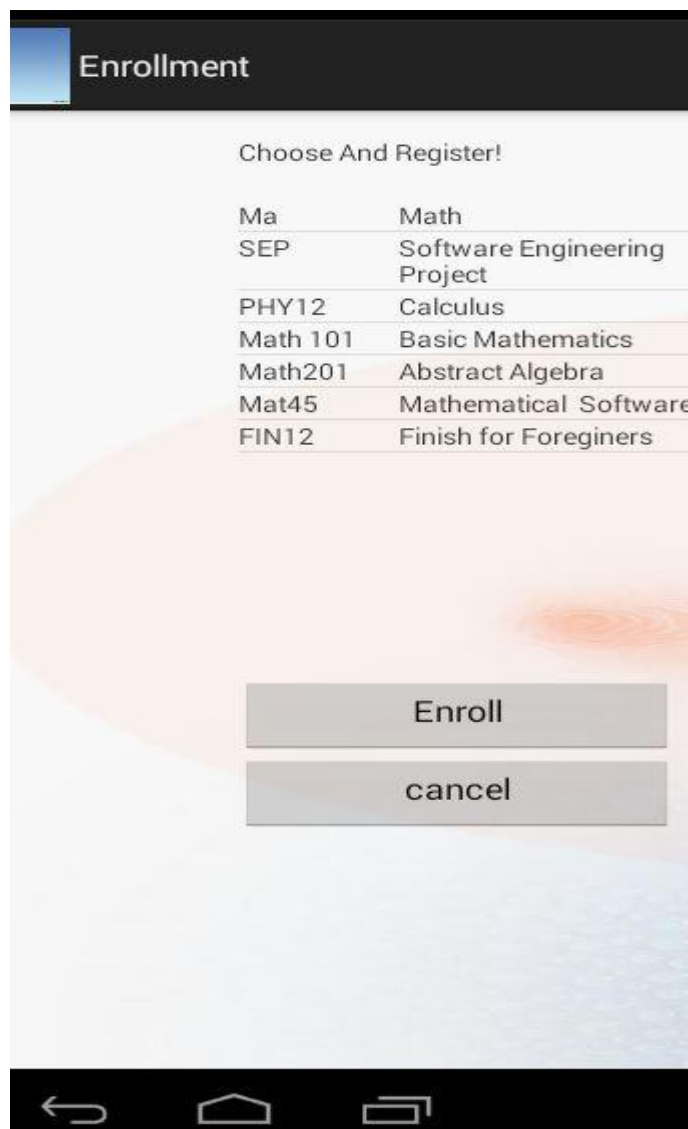 Enrollment
Choose And Register!
Ma Math
SEP Software Engineering
Project
PHY12 Calculus
Math 101 Basic Mathematics
Math201 Abstract Algebra
Mat45 Mathematical Software
FIN12 Finish for Foreginers
Enroll
cancel